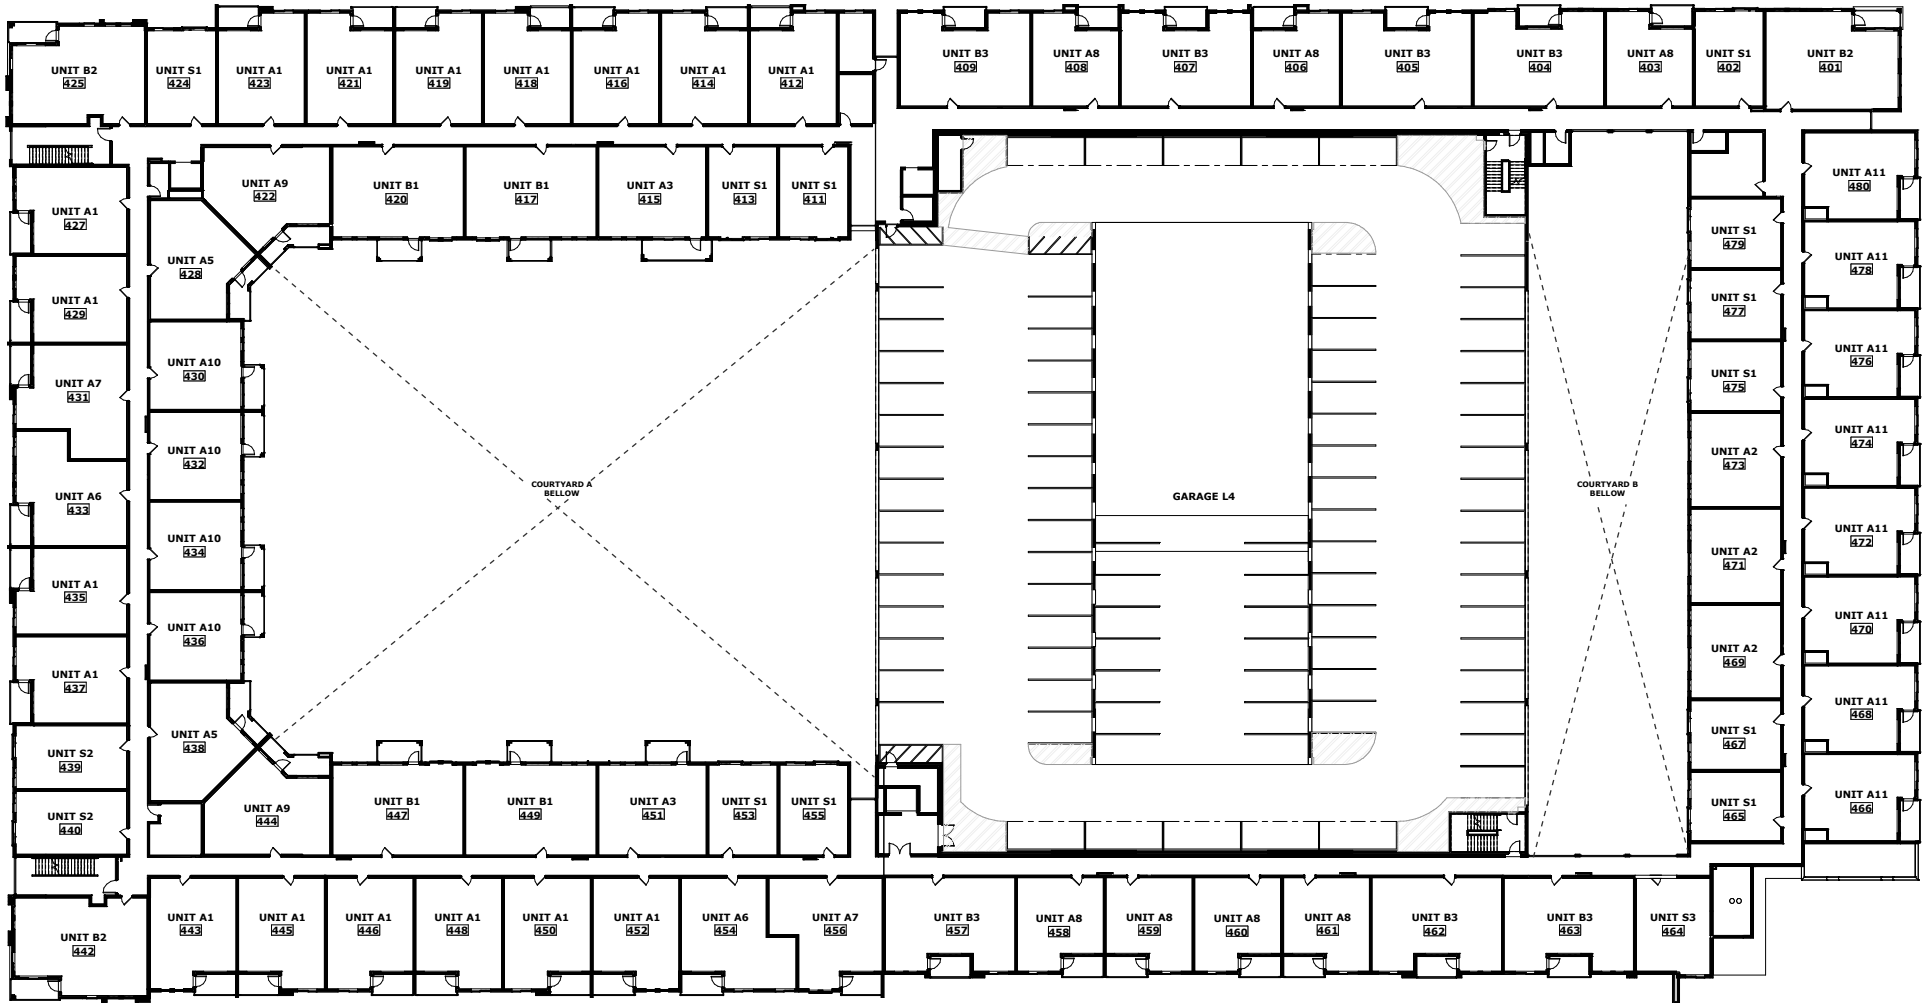 UNIT B2
425
UNIT S1
424
UNIT A1
423
UNIT A1
421
UNIT A1
419
UNIT A1
418
UNIT A1
416
UNIT A1
414
UNIT A1
412
UNIT B3
409
UNIT A8
408
UNIT B3
407
UNIT A8
406
UNIT B3
405
UNIT B3
404
UNIT A8
403
UNIT S1
402
UNIT B2
401
UNIT A9
422
UNIT B1
420
UNIT B1
417
UNIT A3
415
UNIT S1
413
UNIT S1
411
UNIT A1
427
UNIT A5
428
UNIT A1
429
UNIT A10
430
UNIT A7
431
UNIT A10
432
UNIT A6
433
UNIT A10
434
UNIT A1
435
UNIT A10
436
UNIT A1
437
UNIT A5
438
UNIT S2
439
UNIT S2
440
COURTYARD A
BELLOW
GARAGE L4
COURTYARD B
BELLOW
UNIT A11
480
UNIT S1
479
UNIT A11
478
UNIT S1
477
UNIT A11
476
UNIT S1
475
UNIT A11
474
UNIT A2
473
UNIT A11
472
UNIT A2
471
UNIT A11
470
UNIT A2
469
UNIT A11
468
UNIT S1
467
UNIT A11
466
UNIT S1
465
UNIT A9
444
UNIT B1
447
UNIT B1
449
UNIT A3
451
UNIT S1
453
UNIT S1
455
UNIT B2
442
UNIT A1
443
UNIT A1
445
UNIT A1
446
UNIT A1
448
UNIT A1
450
UNIT A1
452
UNIT A6
454
UNIT A7
456
UNIT B3
457
UNIT A8
458
UNIT A8
459
UNIT A8
460
UNIT A8
461
UNIT B3
462
UNIT B3
463
UNIT S3
464